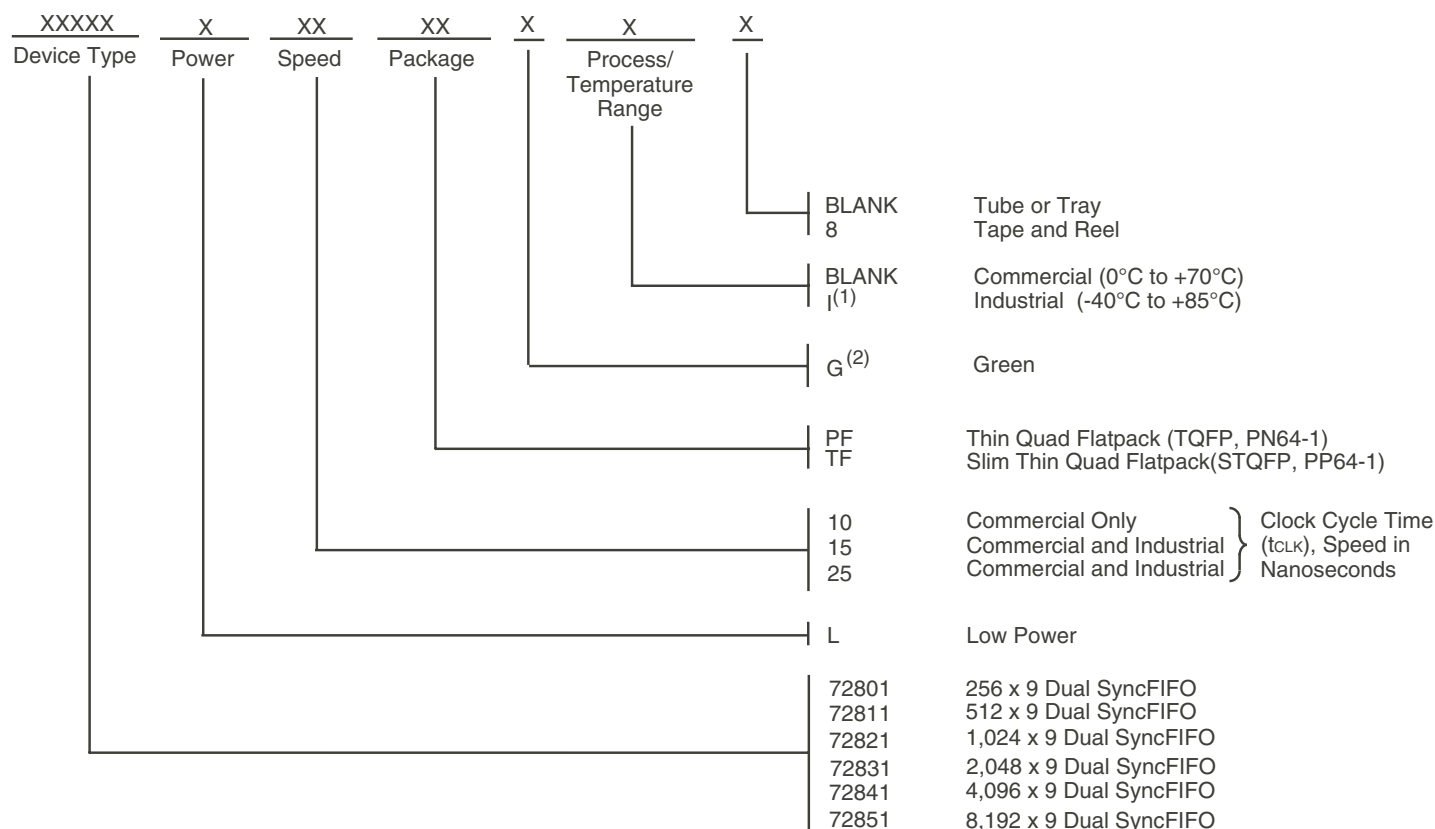 XXXXX X XX XX X X X
Device Type Power Speed Package Process/
Temperature
Range
BLANK Tube or Tray
8 Tape and Reel
BLANK Commercial (0°C to +70°C)
I(1) Industrial (-40°C to +85°C)
G(2) Green
PF Thin Quad Flatpack (TQFP, PN64-1)
TF Slim Thin Quad Flatpack(STQFP, PP64-1)
10 Commercial Only Clock Cycle Time
15 Commercial and Industrial (tCLK), Speed in
25 Commercial and Industrial Nanoseconds
L Low Power
72801 256 x 9 Dual SyncFIFO
72811 512 x 9 Dual SyncFIFO
72821 1,024 x 9 Dual SyncFIFO
72831 2,048 x 9 Dual SyncFIFO
72841 4,096 x 9 Dual SyncFIFO
72851 8,192 x 9 Dual SyncFIFO